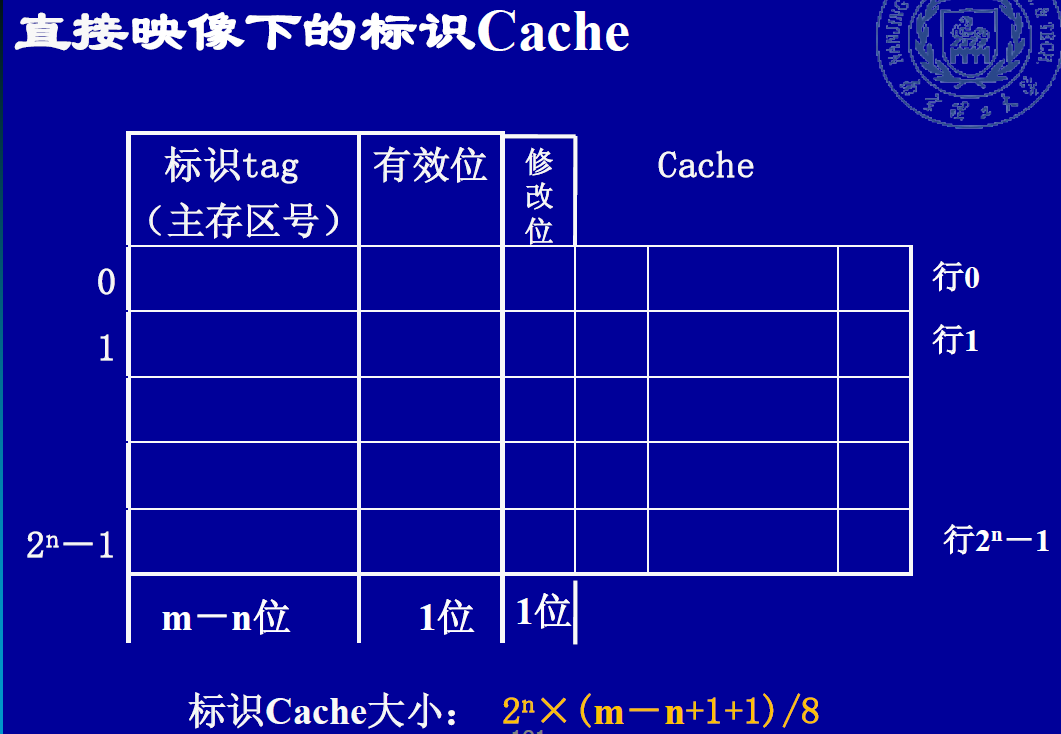 直接映像下的标识Cache
标识tag
（主存区号）
有效位
修
改
位
Cache
0
行0
1
行1
2ⁿ－1
行2ⁿ－1
m－n位
1位
1位
标识Cache大小： 2ⁿ×(m－n+1+1)/8